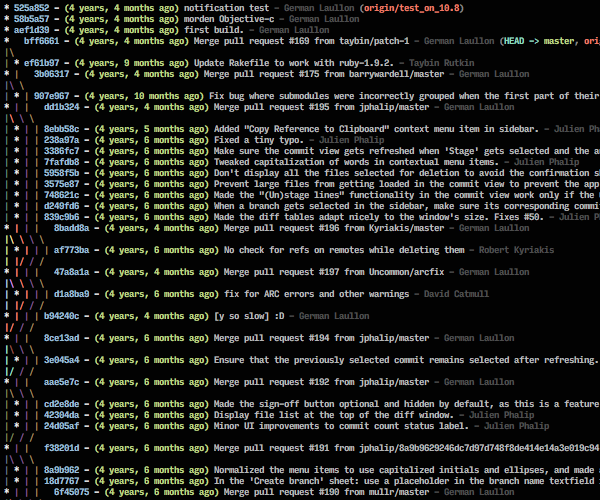 * 525a852 - (4 years, 4 months ago) notification test - German Laullon (origin/test_on_10.8)
* 58b5a57 - (4 years, 4 months ago) morden Objective-c - German Laullon
* aef1d39 - (4 years, 4 months ago) first build. - German Laullon
* bff6661 - (4 years, 4 months ago) Merge pull request #169 from taybin/patch-1 - German Laullon (HEAD -> master, ori
|\
| * ef61b97 - (4 years, 9 months ago) Update Rakefile to work with ruby-1.9.2. - Taybin Rutkin
* | 3b06317 - (4 years, 4 months ago) Merge pull request #175 from barrywardell/master - German Laullon
|\ \
| * | 907e967 - (4 years, 10 months ago) Fix bug where submodules were incorrectly grouped when the first part of their
* | | dd1b324 - (4 years, 4 months ago) Merge pull request #195 from jphalip/master - German Laullon
|\ \ \
| * | | 8ebb58c - (4 years, 5 months ago) Added "Copy Reference to Clipboard" context menu item in sidebar. - Julien Phalip
| * | | 238a97a - (4 years, 6 months ago) Fixed a tiny typo. - Julien Phalip
| * | | 3386fc7 - (4 years, 6 months ago) Make sure the commit view gets refreshed when 'Stage' gets selected and the
| * | | 7fafdb8 - (4 years, 6 months ago) Tweaked capitalization of words in contextual menu items. - Julien Phalip
| * | | 5958f5b - (4 years, 6 months ago) Don't display all the files selected for deletion to avoid the confirmation
| * | | 3575e87 - (4 years, 6 months ago) Prevent large files from getting loaded in the commit view to prevent the app
| * | | 748621c - (4 years, 6 months ago) Made the "(Un)stage lines" functionality in the commit view work only if the
| * | | d249fd6 - (4 years, 6 months ago) When a branch gets selected in the sidebar, make sure its corresponding commit
| * | | 839c9b6 - (4 years, 6 months ago) Made the diff tables adapt nicely to the window's size. Fixes #50. - Julien
* | | | 8badd8a - (4 years, 4 months ago) Merge pull request #196 from Kyriakis/master - German Laullon
|\ \ \ \
| * | | | af773ba - (4 years, 6 months ago) No check for refs on remotes while deleting them - Robert Kyriakis
| |/ / /
* | | | 47a8a1a - (4 years, 4 months ago) Merge pull request #197 from Uncommon/arcfix - German Laullon
|\ \ \ \
| * | | | d1a8ba9 - (4 years, 6 months ago) fix for ARC errors and other warnings - David Catmull
| |/ / /
* | | | b94240c - (4 years, 4 months ago) [y so slow] :D - German Laullon
|/ / /
* | | 8ce13ad - (4 years, 6 months ago) Merge pull request #194 from jphalip/master - German Laullon
|\ \ \
| * | | 3e045a4 - (4 years, 6 months ago) Ensure that the previously selected commit remains selected after refreshing.
|/ / /
* | | aae5e7c - (4 years, 6 months ago) Merge pull request #192 from jphalip/master - German Laullon
|\ \ \
| * | | cd2e8de - (4 years, 6 months ago) Made the sign-off button optional and hidden by default, as this is a feature
| * | | 42304da - (4 years, 6 months ago) Display file list at the top of the diff window. - Julien Phalip
| * | | 24d05af - (4 years, 6 months ago) Minor UI improvements to commit count status label. - Julien Phalip
|/ / /
* | | f38201d - (4 years, 6 months ago) Merge pull request #191 from jphalip/8a9b9629246dc7d97d748f8de414e14a3e019c94
|\ \ \
| * | | 8a9b962 - (4 years, 6 months ago) Normalized the menu items to use capitalized initials and ellipses, and made
| * | | 18d7767 - (4 years, 6 months ago) In the 'Create branch' sheet: use a placeholder in the branch name textfield
* | | | 6f45075 - (4 years, 6 months ago) Merge pull request #190 from mullr/master - German Laullon